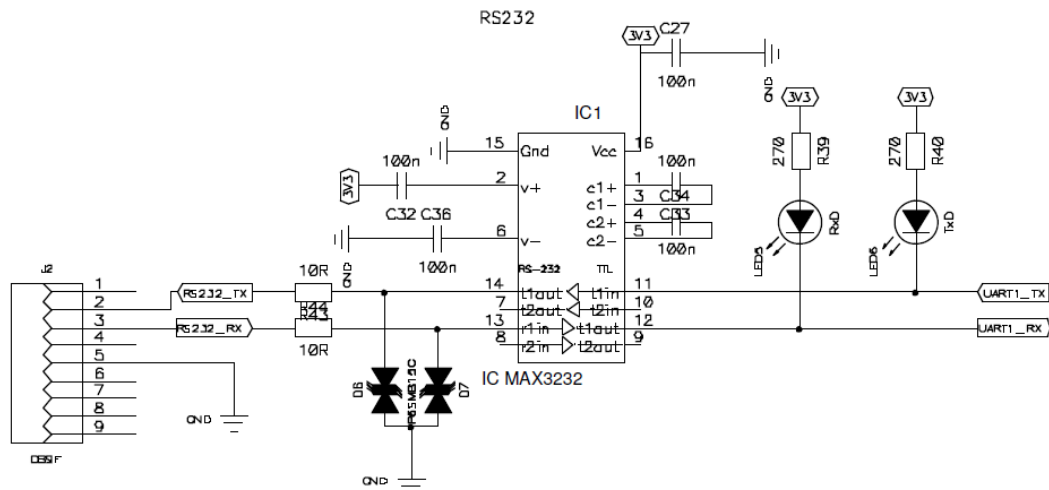 RS232
3V3
C27
100n
GND
IC1
3V3
3V3
270
R39
270
R40
GND
15
Gnd
Vcc
16
100n
3V3
2
v+
c1+
1
100n
c1-
3
C34
C32
C36
c2+
4
C33
6
v-
c2-
5
100n
GND
100n
RxD
LED5
TxD
LED6
J2
10R
RS-232
TTL
1
RS232_TX
14
t1out
t1in
11
UART1_TX
2
R44
7
t2out
t2in
10
3
RS232_RX
R43
13
r1in
t1out
12
UART1_RX
4
10R
8
r2in
t2out
9
5
6
7
8
9
GND
D6
D7
IC MAX3232
GND
DB9F